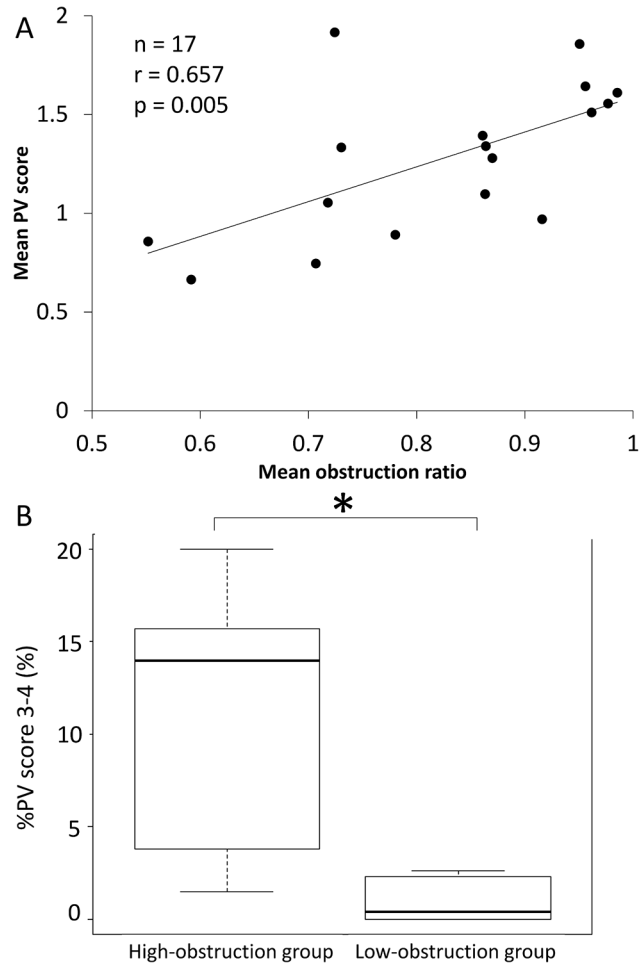 A
n = 17
r = 0.657
p = 0.005
Mean PV score
2
1.5
1
0.5
0
0.5 0.6 0.7 0.8 0.9 1
Mean obstruction ratio
B
*
%PV score 3-4 (%)
20
15
10
5
0
High-obstruction group Low-obstruction group